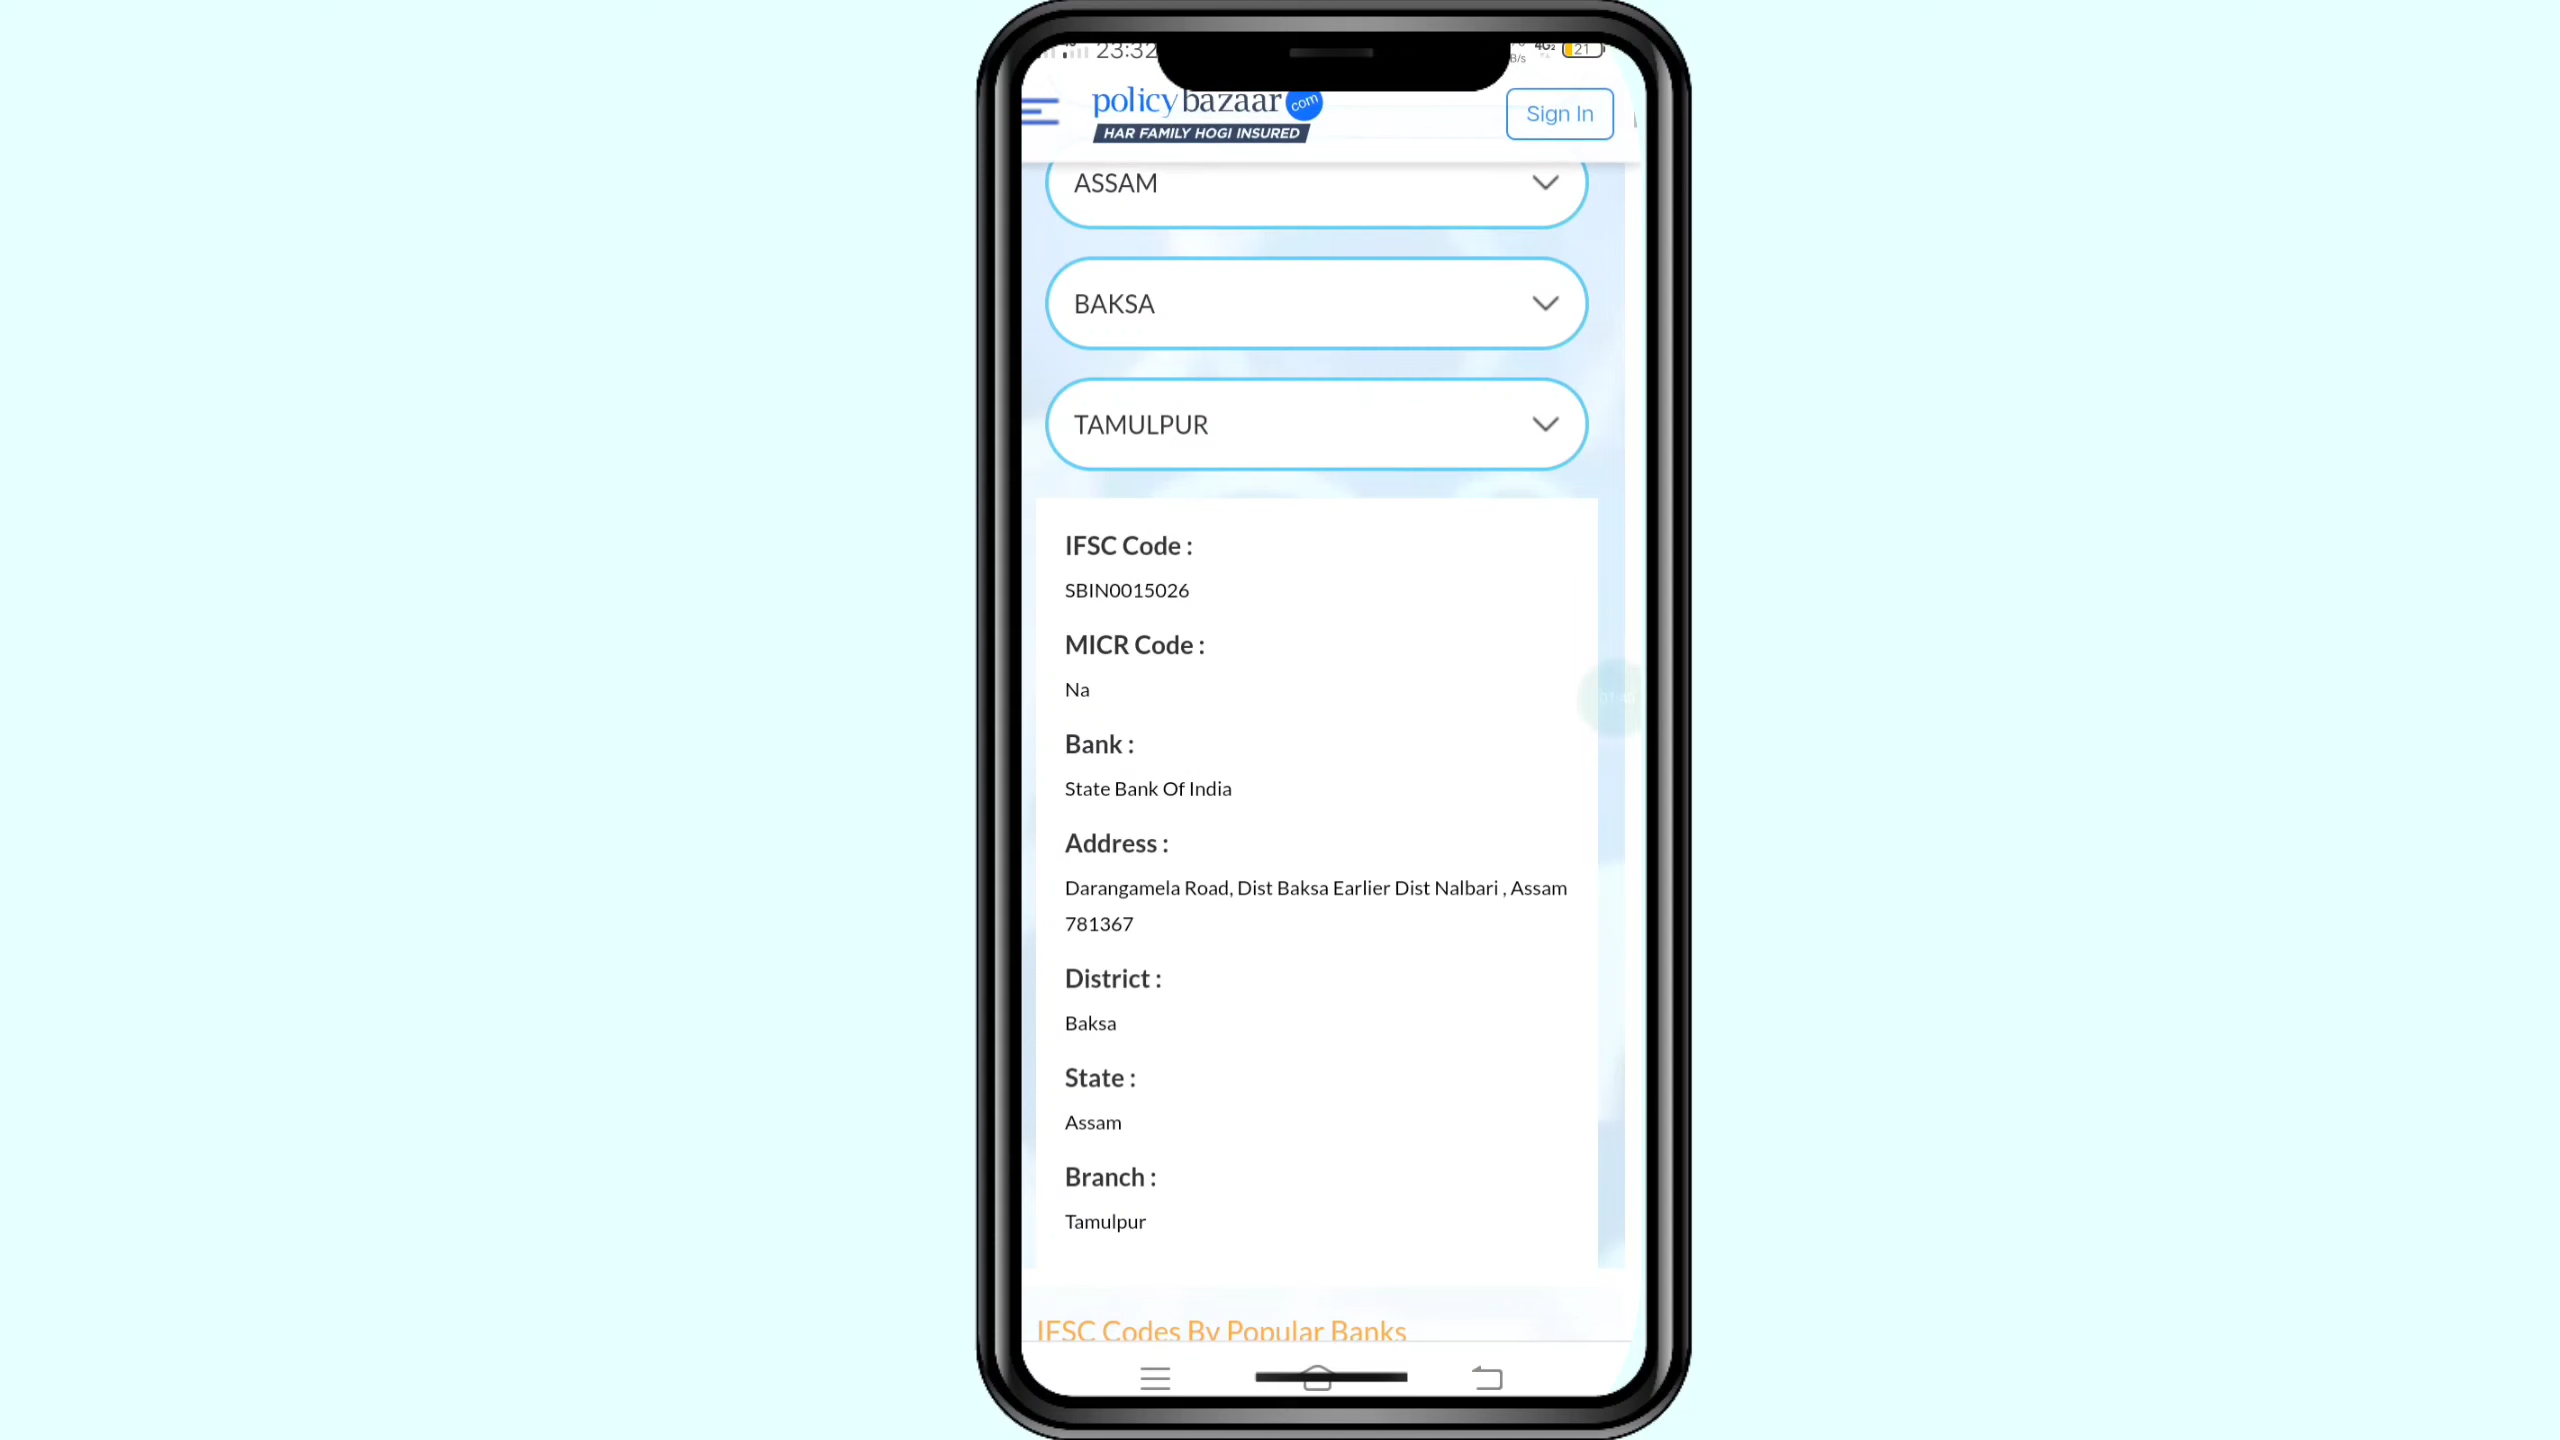 23:32
4G2
21
B/s
policybazaar com
Sign In
HAR FAMILY HOGI INSURED
ASSAM
BAKSA
TAMULPUR
IFSC Code :
SBIN0015026
MICR Code :
Na
Bank :
State Bank Of India
Address :
Darangamela Road, Dist Baksa Earlier Dist Nalbari , Assam
781367
District :
Baksa
State :
Assam
Branch :
Tamulpur
IFSC Codes By Popular Banks